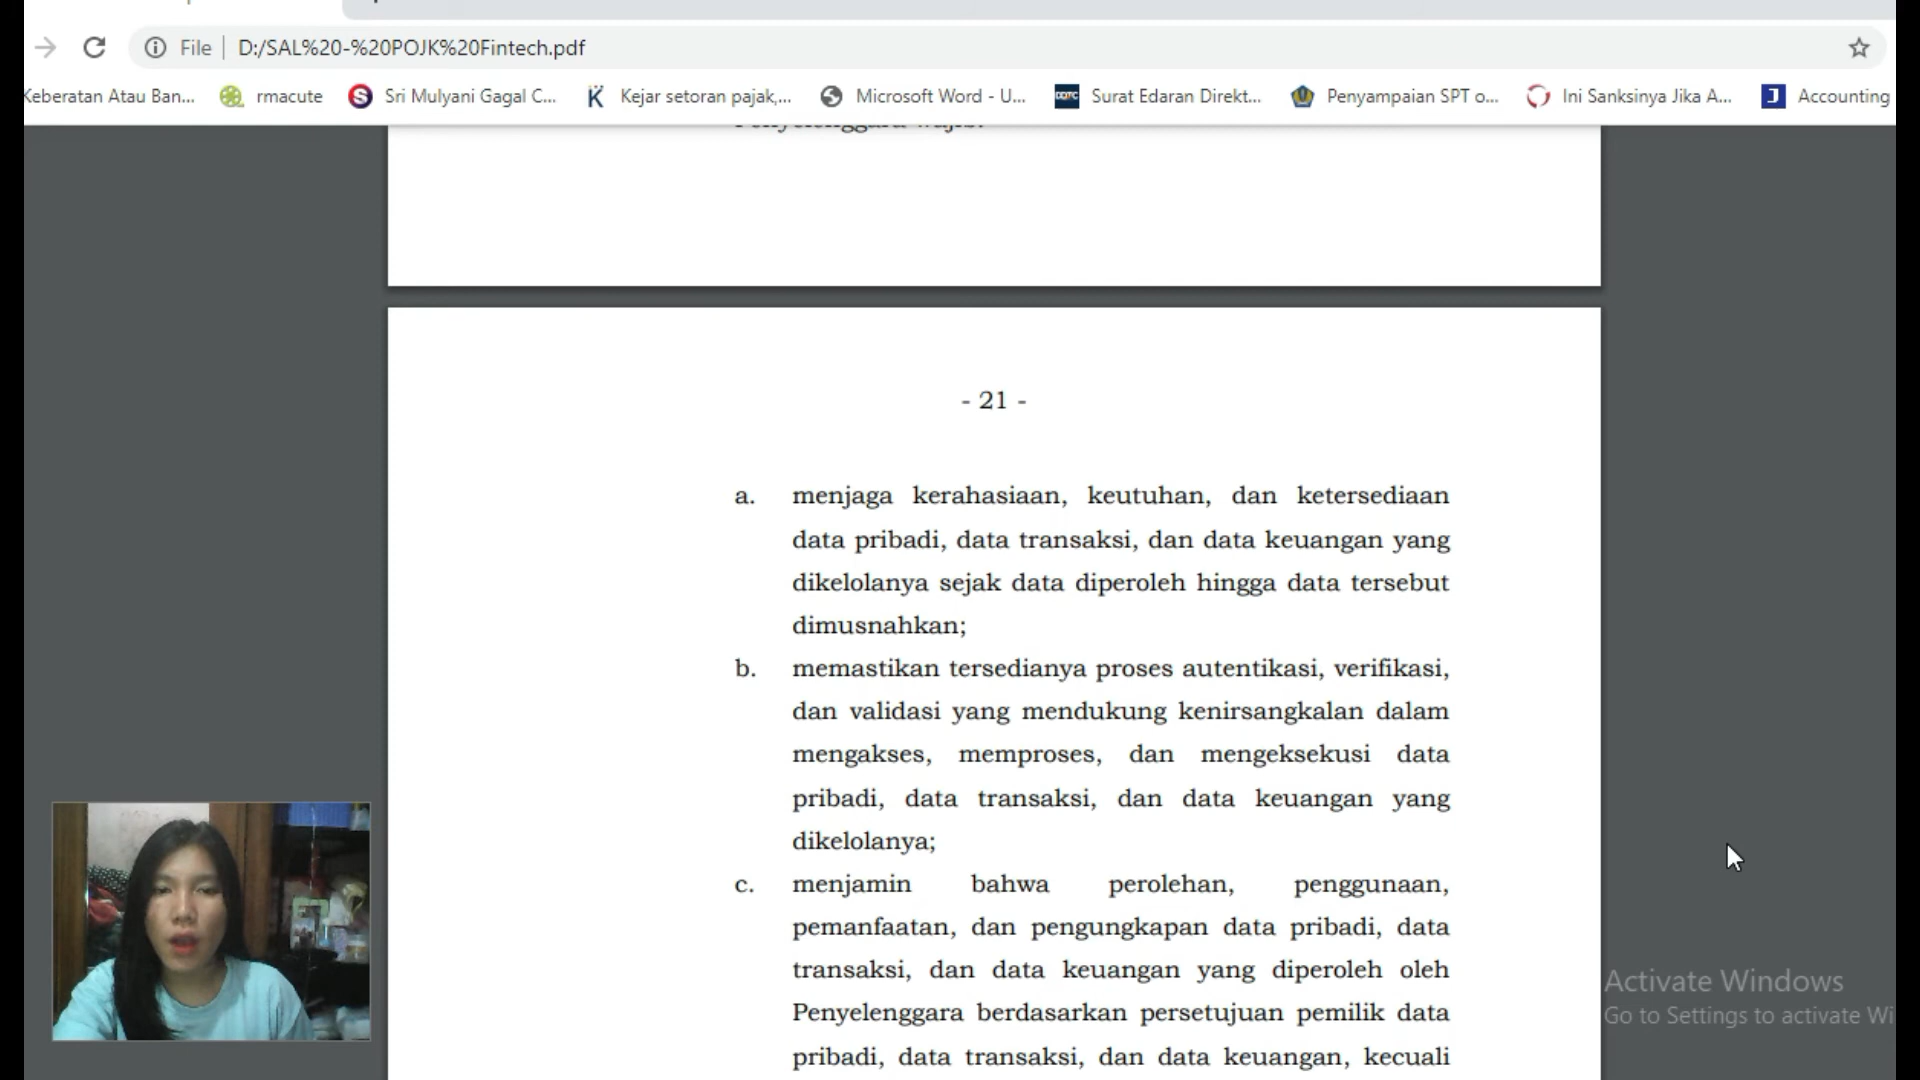 File D:/SAL%20-%20POJK%20Fintech.pdf
Keberatan Atau Ban... rmacute Sri Mulyani Gagal C... Kejar setoran pajak,... Microsoft Word - U... Surat Edaran Direkt... Penyampaian SPT o... Ini Sanksinya Jika A... Accounting
- 21 -
a. menjaga kerahasiaan, keutuhan, dan ketersediaan
data pribadi, data transaksi, dan data keuangan yang
dikelolanya sejak data diperoleh hingga data tersebut
dimusnahkan;
b. memastikan tersedianya proses autentikasi, verifikasi,
dan validasi yang mendukung kenirsangkalan dalam
mengakses, memproses, dan mengeksekusi data
pribadi, data transaksi, dan data keuangan yang
dikelolanya;
c. menjamin bahwa perolehan, penggunaan,
pemanfaatan, dan pengungkapan data pribadi, data
transaksi, dan data keuangan yang diperoleh oleh
Penyelenggara berdasarkan persetujuan pemilik data
pribadi, data transaksi, dan data keuangan, kecuali
Activate Windows
Go to Settings to activate Wi